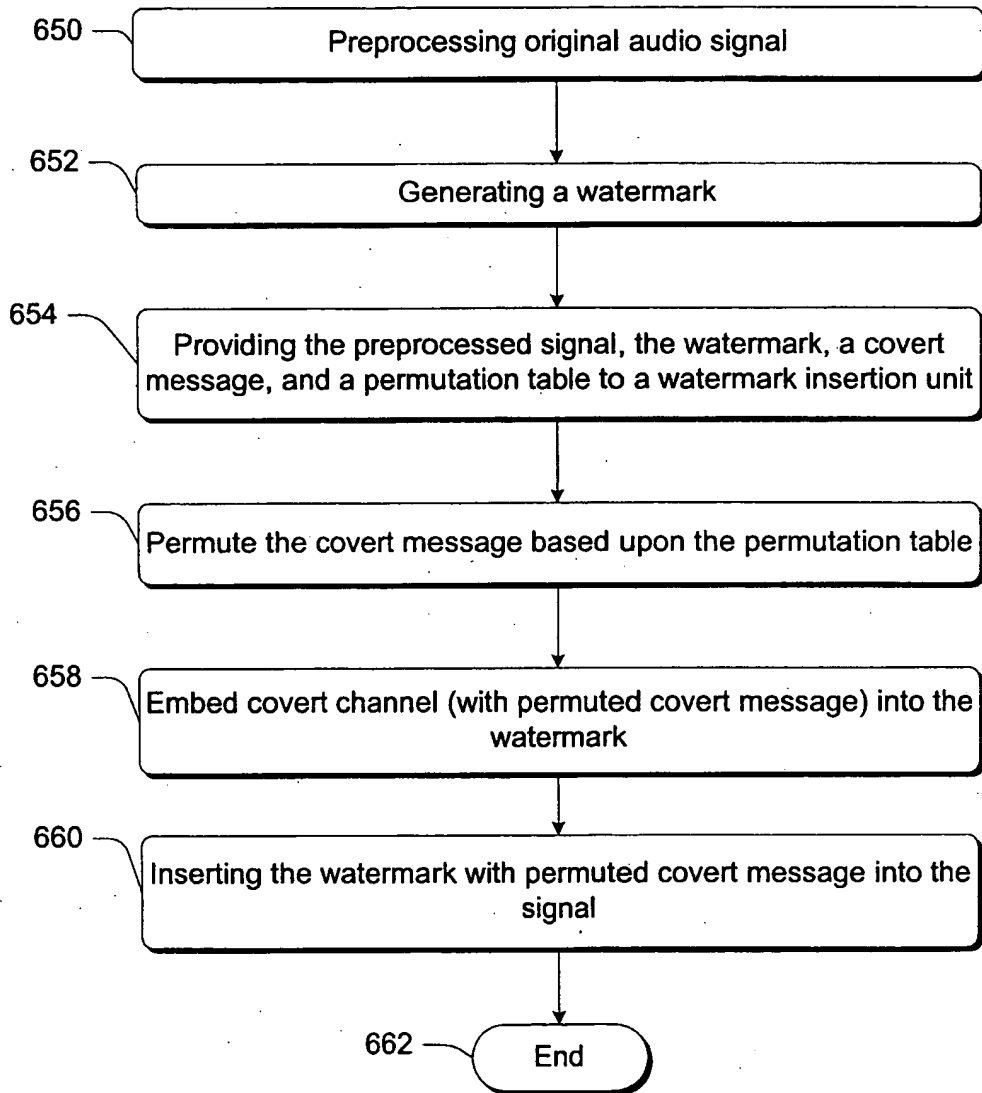 650
Preprocessing original audio signal
652
Generating a watermark
654
Providing the preprocessed signal, the watermark, a covert
message, and a permutation table to a watermark insertion unit
656
Permute the covert message based upon the permutation table
658
Embed covert channel (with permuted covert message) into the
watermark
660
Inserting the watermark with permuted covert message into the
signal
662
End